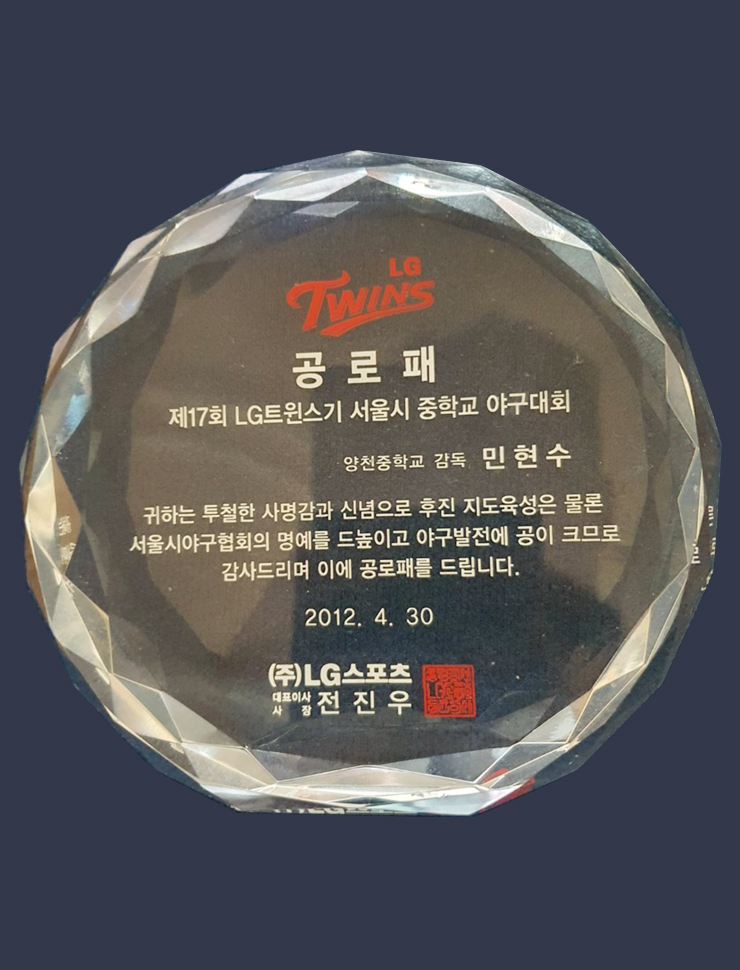 LG
TWINS
공로패
제17회 LG트윈스기 서울시 중학교 야구대회
양천중학교 감독 민현수
귀하는 투철한 사명감과 신념으로 후진 지도육성은 물론
서울시야구협회의 명예를 드높이고 야구발전에 공이 크므로
감사드리며 이에 공로패를 드립니다.
2012. 4. 30
(주)LG스포츠
대표이사
사 장 전진우